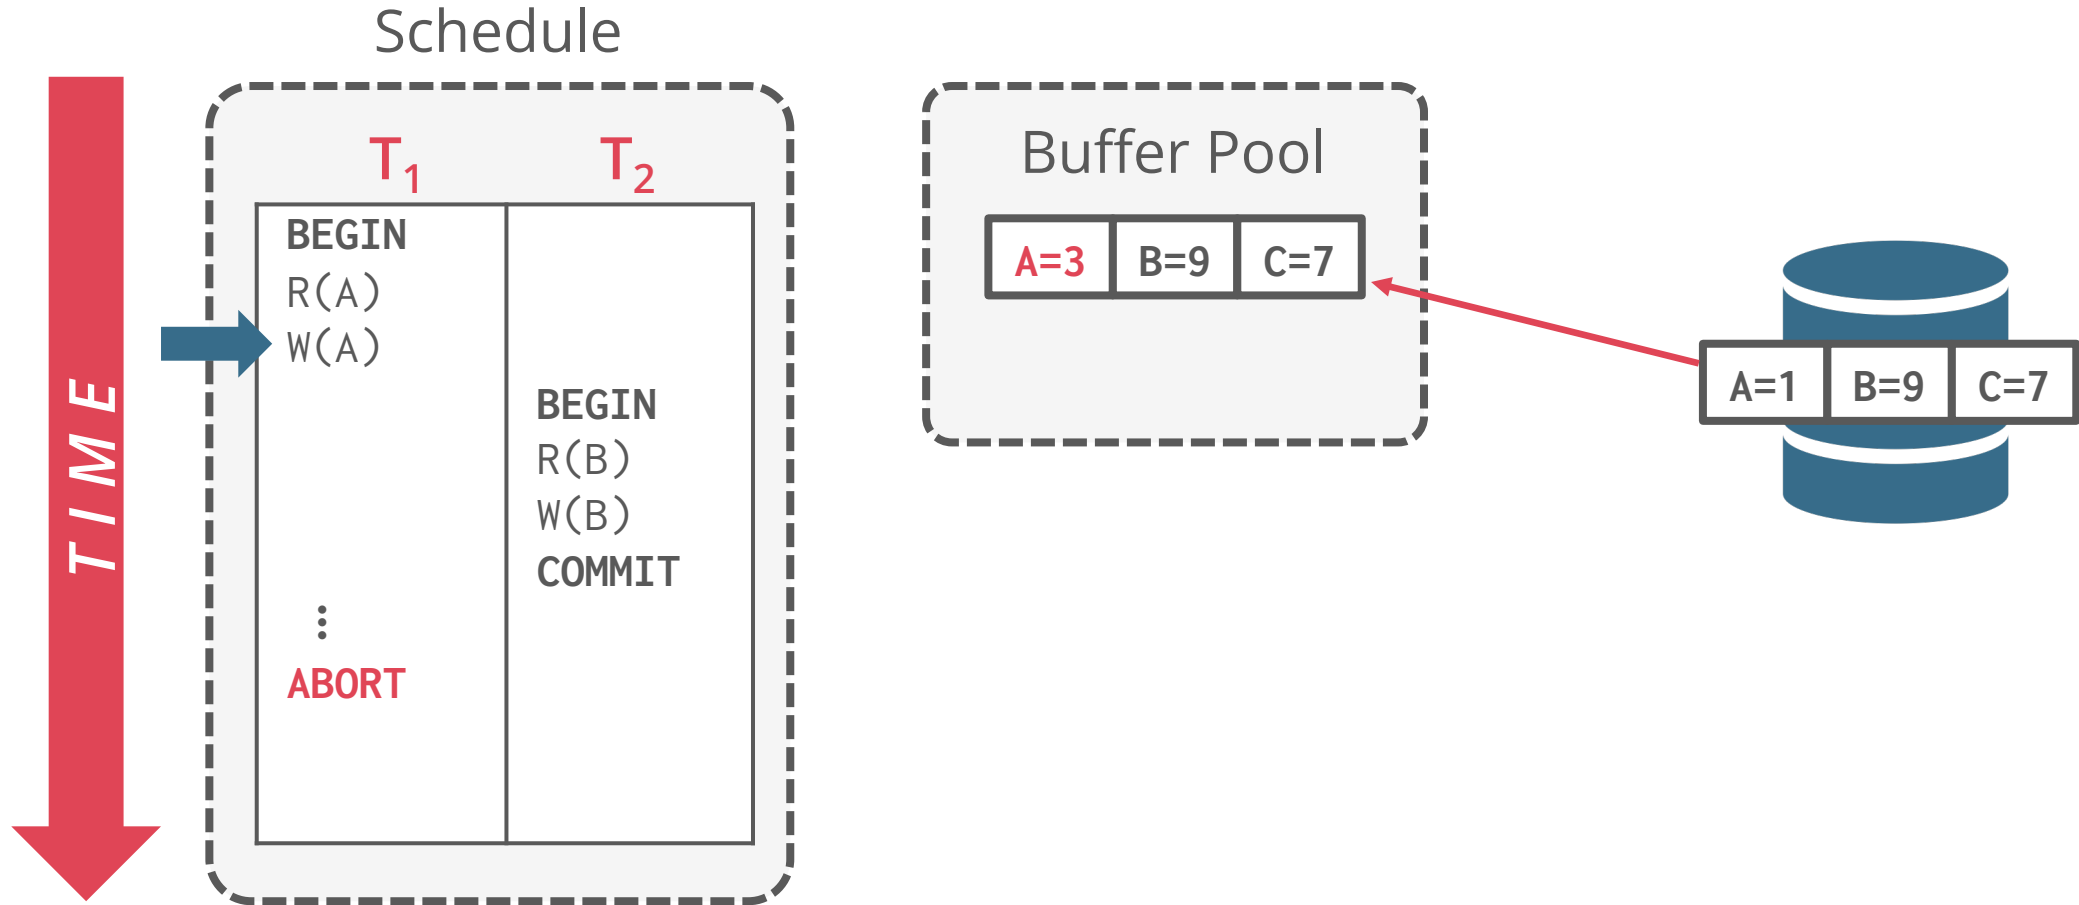 Schedule
TIME
T1 T2
BEGIN
R(A)
W(A)
BEGIN
R(B)
W(B)
COMMIT
⋮
ABORT
Buffer Pool
A=3 B=9 C=7
A=1 B=9 C=7